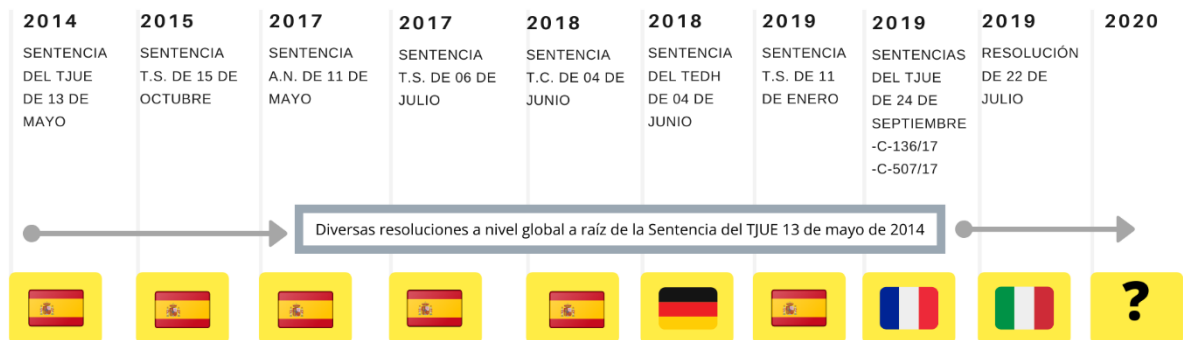 2014
SENTENCIA
DEL TJUE
DE 13 DE
MAYO
2015
SENTENCIA
T.S. DE 15 DE
OCTUBRE
2017
SENTENCIA
A.N. DE 11 DE
MAYO
2017
SENTENCIA
T.S. DE 06 DE
JULIO
2018
SENTENCIA
T.C. DE 04 DE
JUNIO
2018
SENTENCIA
DEL TEDH
DE 04 DE
JUNIO
2019
SENTENCIA
T.S. DE 11
DE ENERO
2019
SENTENCIAS
DEL TJUE
DE 24 DE
SEPTIEMBRE
-C-136/17
-C-507/17
2019
RESOLUCIÓN
DE 22 DE
JULIO
2020
Diversas resoluciones a nivel global a raíz de la Sentencia del TJUE 13 de mayo de 2014
?